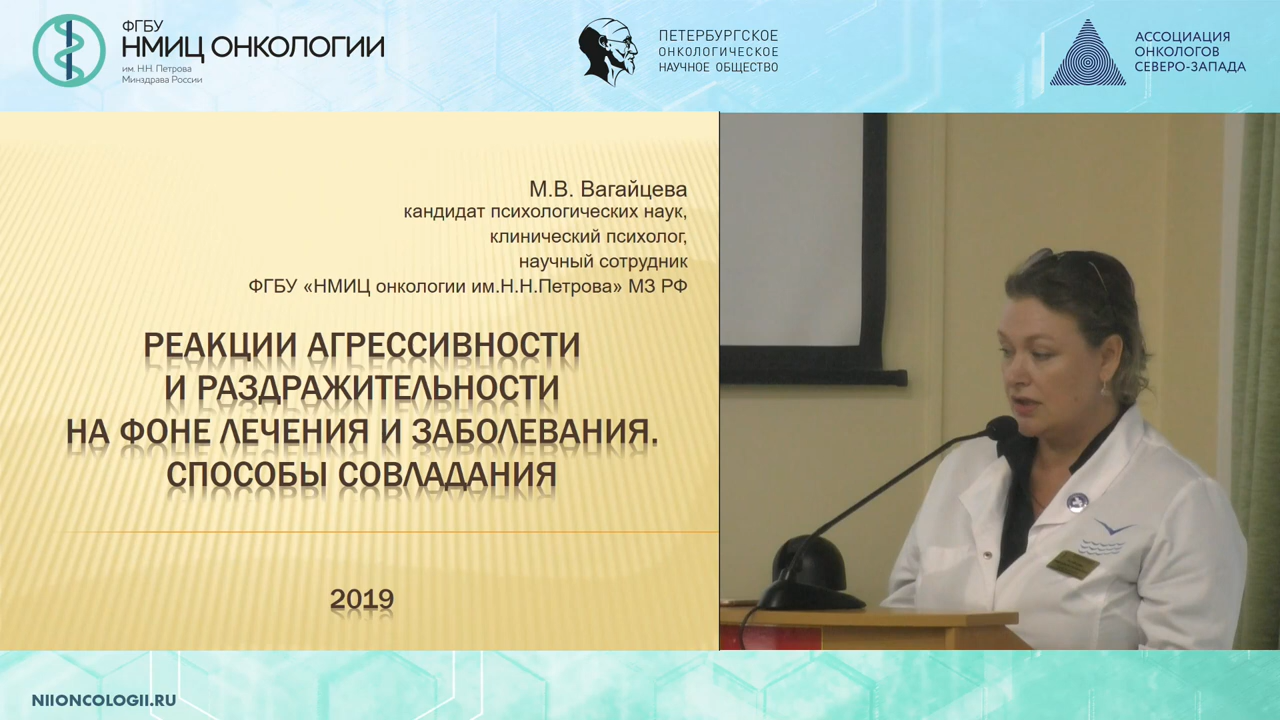 ФГБУ
НМИЦ ОНКОЛОГИИ
им. Н.Н. Петрова
Минздрава России
ПЕТЕРБУРГСКОЕ
ОНКОЛОГИЧЕСКОЕ
НАУЧНОЕ ОБЩЕСТВО
АССОЦИАЦИЯ
ОНКОЛОГОВ
СЕВЕРО-ЗАПАДА
М.В. Вагайцева
кандидат психологических наук,
клинический психолог,
научный сотрудник
ФГБУ «НМИЦ онкологии им.Н.Н.Петрова» МЗ РФ
РЕАКЦИИ АГРЕССИВНОСТИ
И РАЗДРАЖИТЕЛЬНОСТИ
НА ФОНЕ ЛЕЧЕНИЯ И ЗАБОЛЕВАНИЯ.
СПОСОБЫ СОВЛАДАНИЯ
2019
NIIONCOLOGII.RU